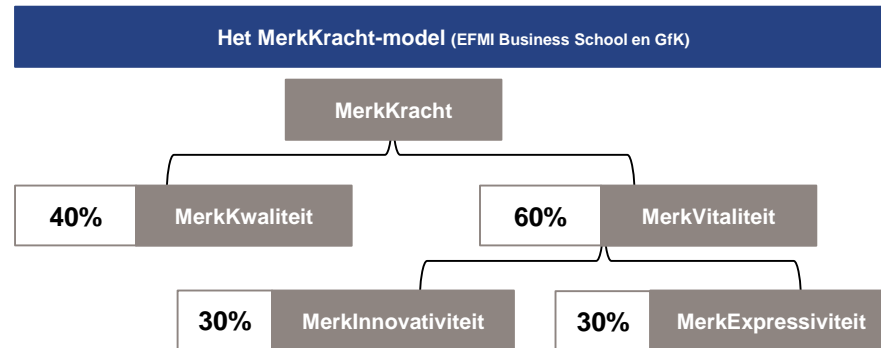 Het MerkKracht-model (EFMI Business School en GfK)
MerkKracht
40% MerkKwaliteit 60% MerkVitaliteit
30% MerkInnovativiteit 30% MerkExpressiviteit